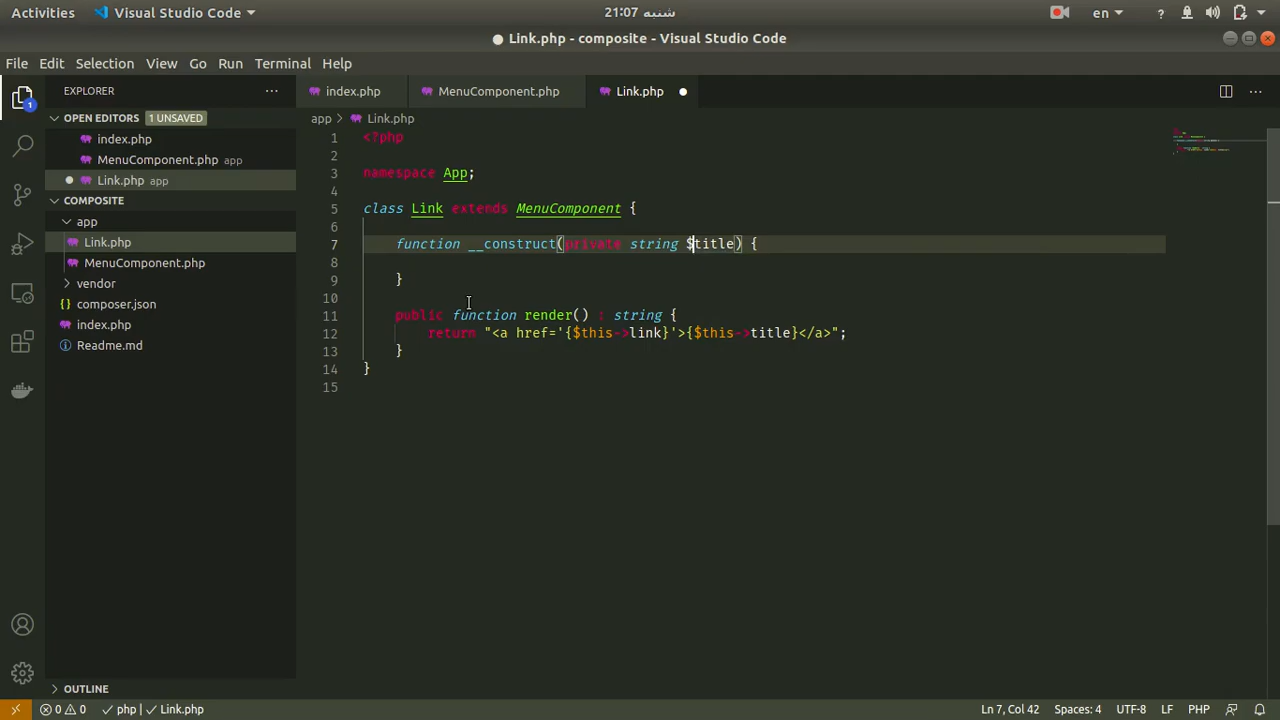 Activities
Visual Studio Code
شنبه 21:07
en
Link.php - composite - Visual Studio Code
File Edit Selection View Go Run Terminal Help
EXPLORER
index.php
MenuComponent.php
Link.php
OPEN EDITORS 1 UNSAVED
index.php
MenuComponent.php app
Link.php app
COMPOSITE
app
Link.php
MenuComponent.php
vendor
composer.json
index.php
Readme.md
OUTLINE
app > Link.php
1 <?php
2
3 namespace App;
4
5 class Link extends MenuComponent {
6
7 function __construct(private string $title) {
8
9 }
10
11 public function render() : string {
12 return "<a href='{$this->link}'>{$this->title}</a>";
13 }
14 }
15
0 0 php | Link.php
Ln 7, Col 42 Spaces: 4 UTF-8 LF PHP